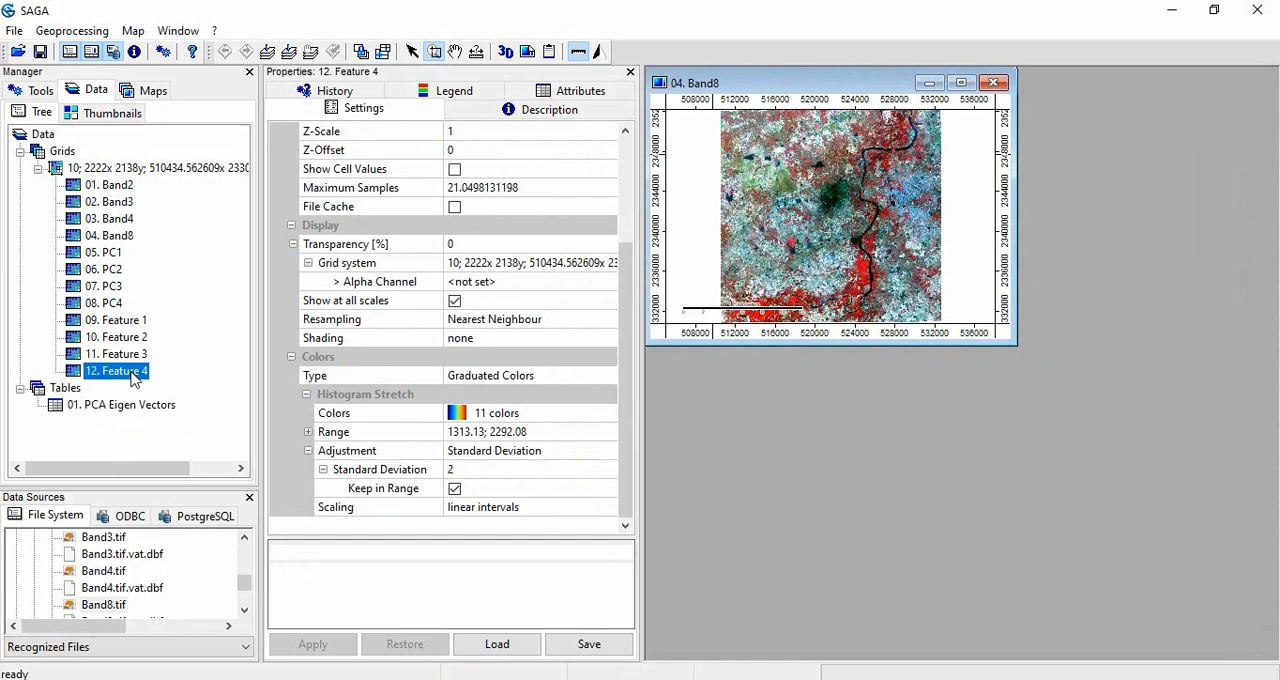 SAGA
File Geoprocessing Map Window ?
3D
Manager
Tools Data Maps
Tree Thumbnails
Data
Grids
10; 2222x 2138y; 510434.562609x 2330
01. Band2
02. Band3
03. Band4
04. Band8
05. PC1
06. PC2
07. PC3
08. PC4
09. Feature 1
10. Feature 2
11. Feature 3
12. Feature 4
Tables
01. PCA Eigen Vectors
Data Sources
File System ODBC PostgreSQL
Band3.tif
Band3.tif.vat.dbf
Band4.tif
Band4.tif.vat.dbf
Band8.tif
Recognized Files
ready
Properties: 12. Feature 4
History Legend Attributes
Settings Description
Z-Scale 1
Z-Offset 0
Show Cell Values
Maximum Samples 21.0498131198
File Cache
Display
Transparency [%] 0
Grid system 10; 2222x 2138y; 510434.562609x 23
> Alpha Channel <not set>
Show at all scales
Resampling Nearest Neighbour
Shading none
Colors
Type Graduated Colors
Histogram Stretch
Colors 11 colors
Range 1313.13; 2292.08
Adjustment Standard Deviation
Standard Deviation 2
Keep in Range
Scaling linear intervals
Apply Restore Load Save
04. Band8
508000 512000 516000 520000 524000 528000 532000 536000
2348000
2344000
2340000
2336000
508000 512000 516000 520000 524000 528000 532000 536000